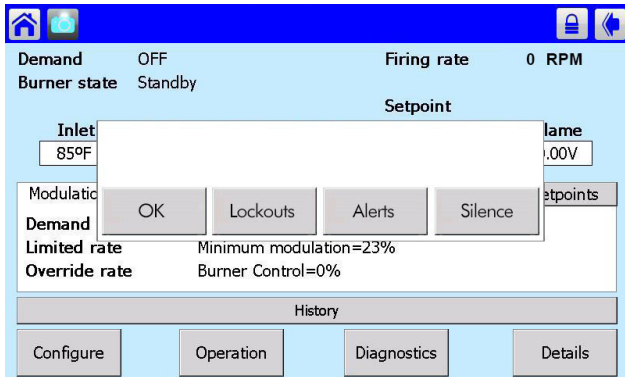 Demand OFF Firing rate 0 RPM
Burner state Standby
Setpoint
Inlet lame
85ºF .00V
Modulatio etpoints
OK Lockouts Alerts Silence
Demand
Limited rate Minimum modulation=23%
Override rate Burner Control=0%
History
Configure Operation Diagnostics Details